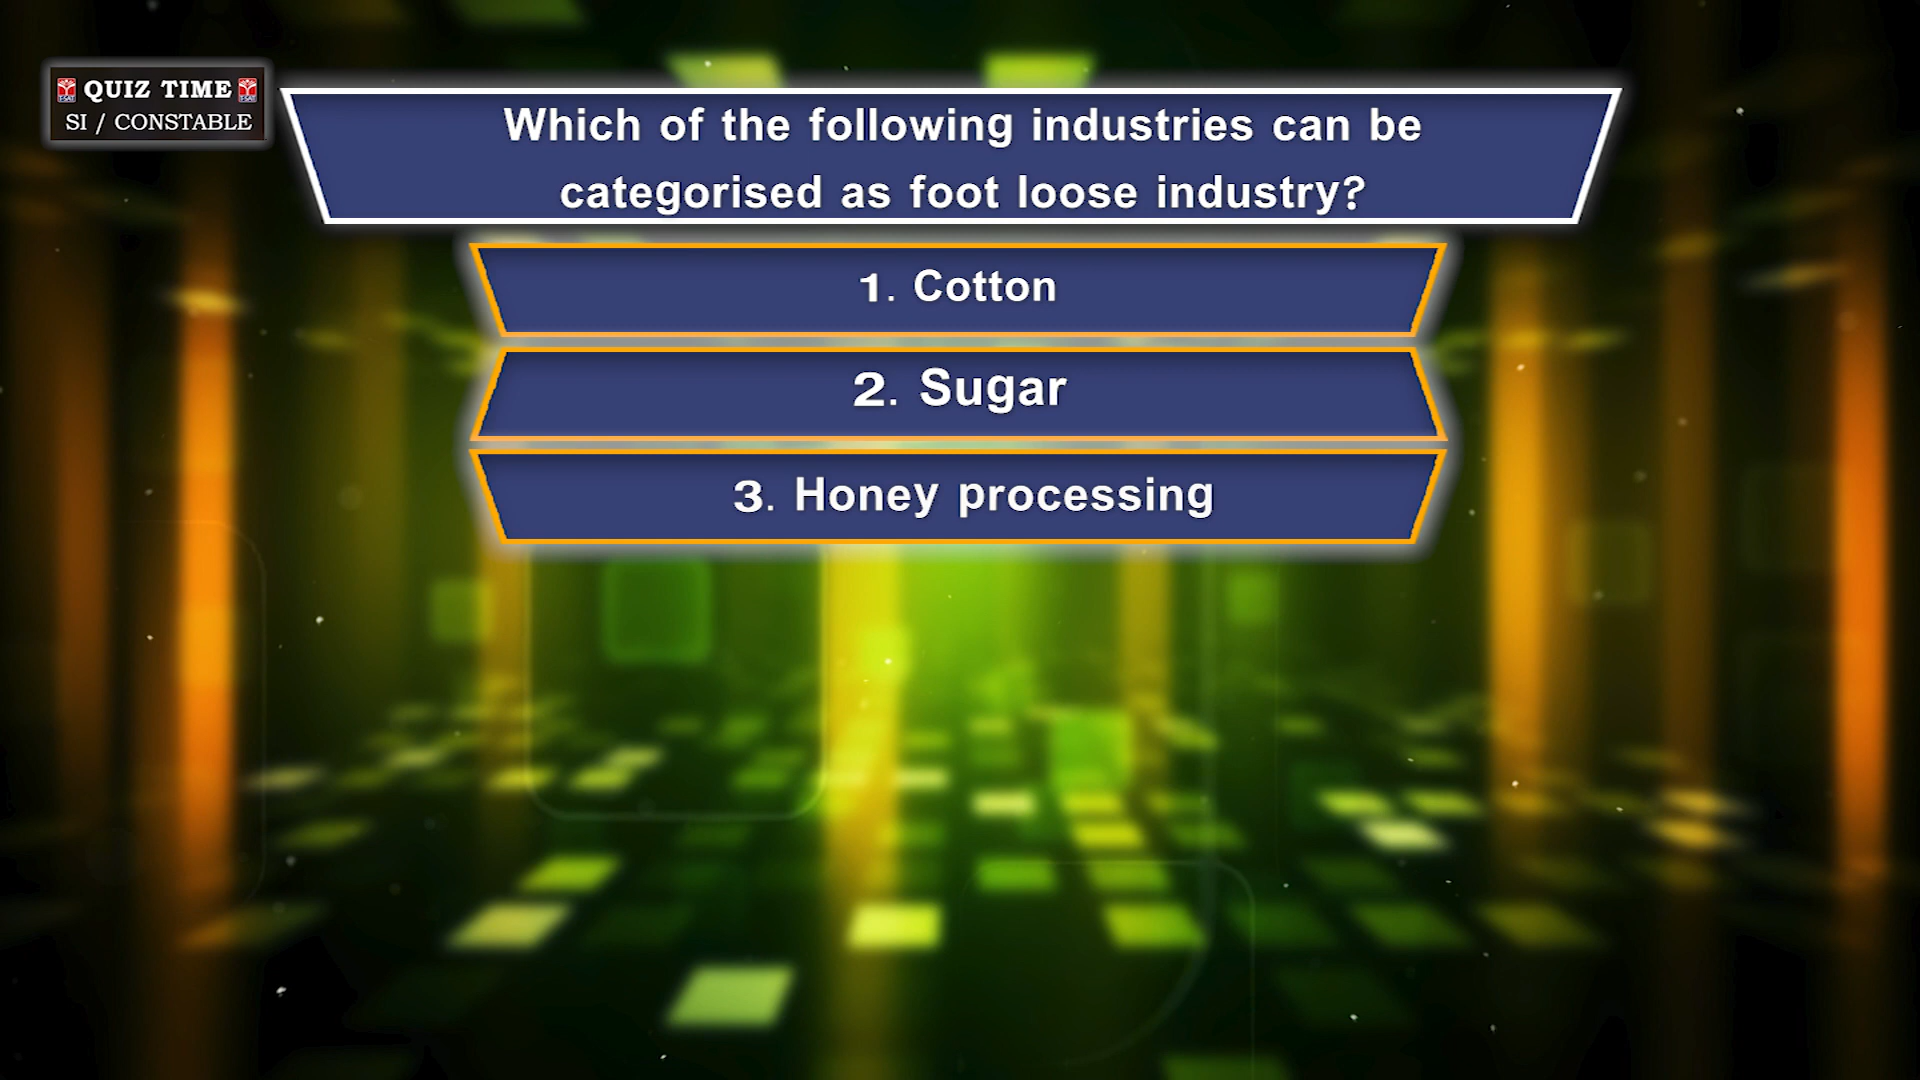 QUIZ TIME
SI / CONSTABLE
Which of the following industries can be
categorised as foot loose industry?
1. Cotton
2. Sugar
3. Honey processing